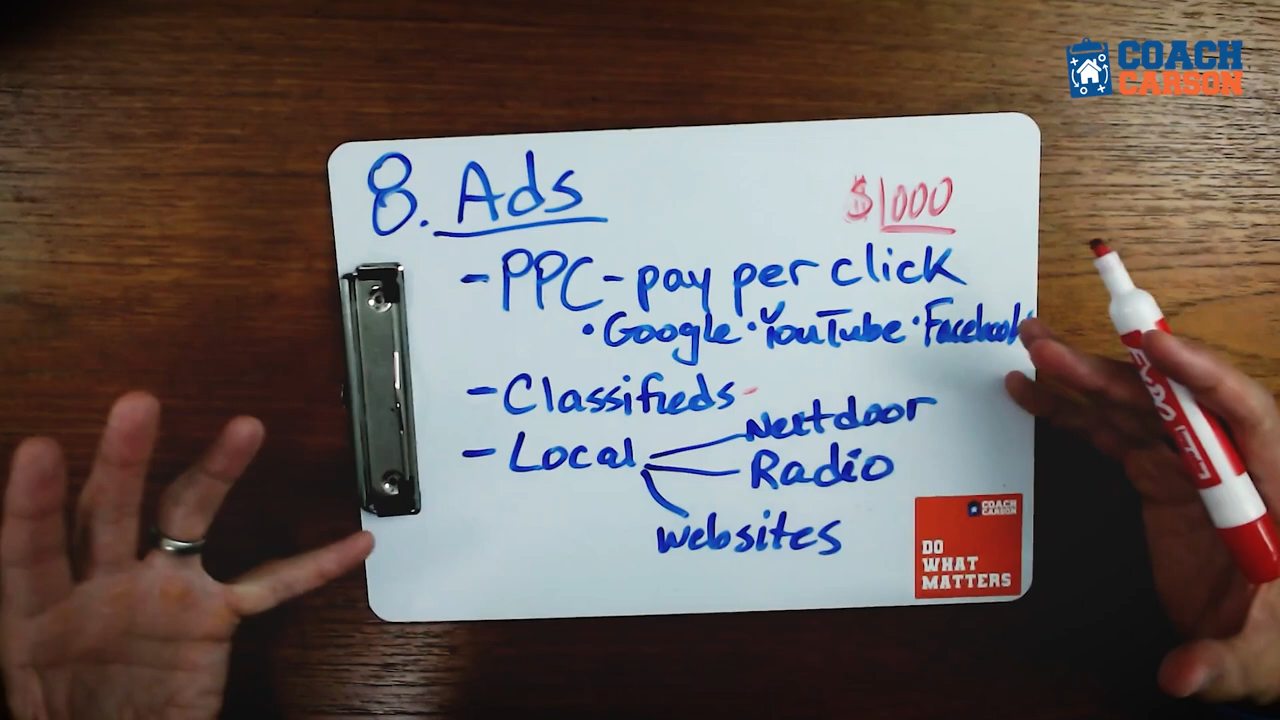 COACH
CARSON
8. Ads
$1000
- PPC - pay per click
• Google • YouTube • Facebook
- Classifieds -
- Local
Nextdoor
Radio
websites
EXPO
COACH
CARSON
DO
WHAT
MATTERS